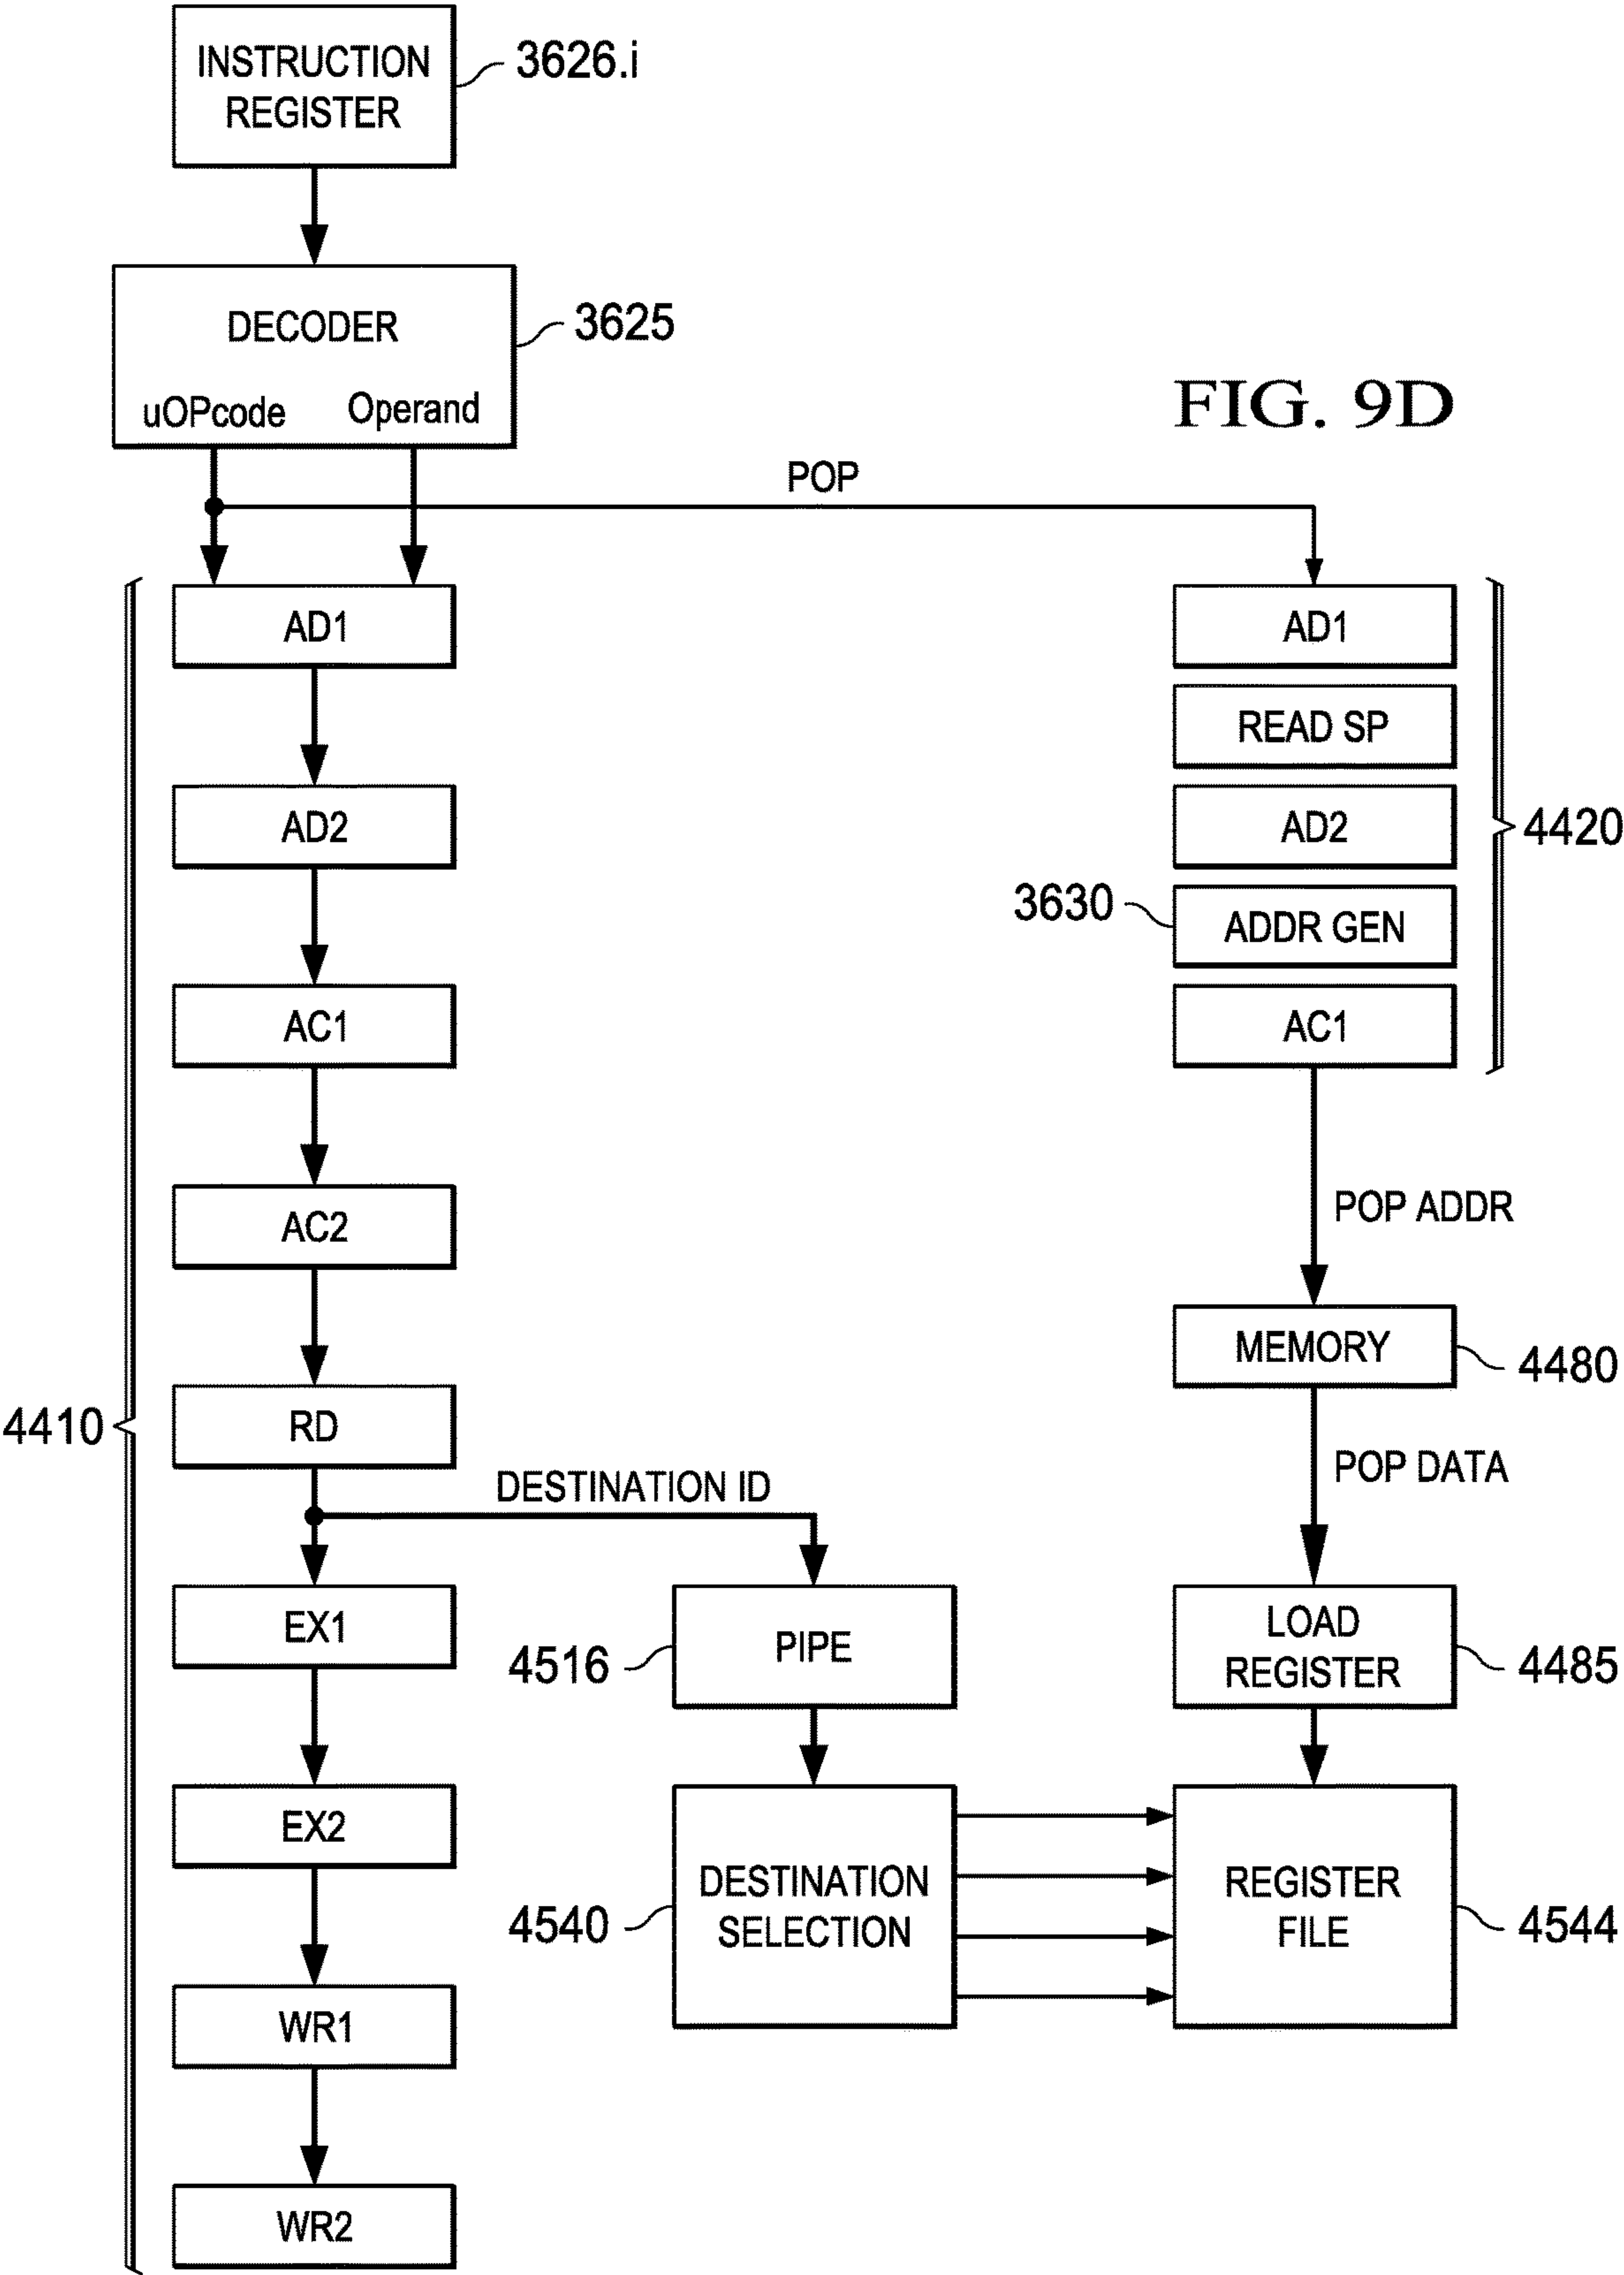 INSTRUCTION
REGISTER
3626.i
DECODER
3625
uOPcode
Operand
FIG. 9D
POP
AD1
AD1
READ SP
AD2
AD2
4420
3630
ADDR GEN
AC1
AC1
POP ADDR
AC2
MEMORY
4480
4410
RD
POP DATA
DESTINATION ID
EX1
4516
PIPE
LOAD
REGISTER
4485
EX2
4540
DESTINATION
SELECTION
REGISTER
FILE
4544
WR1
WR2